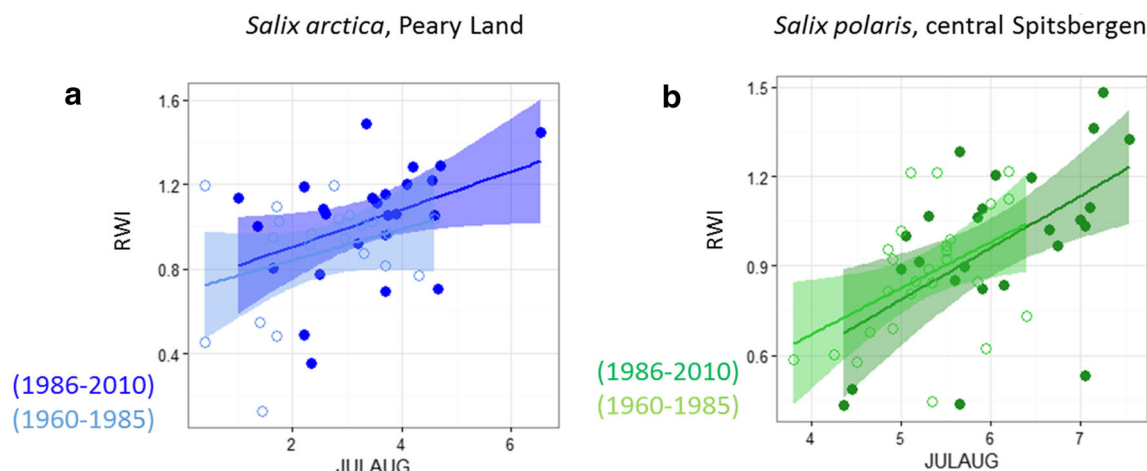 Salix arctica, Peary Land
Salix polaris, central Spitsbergen
a
RWI
1.6
1.2
0.8
0.4
2
4
6
JULAUG
(1986-2010)
(1960-1985)
b
RWI
1.5
1.2
0.9
0.6
4
5
6
7
JULAUG
(1986-2010)
(1960-1985)